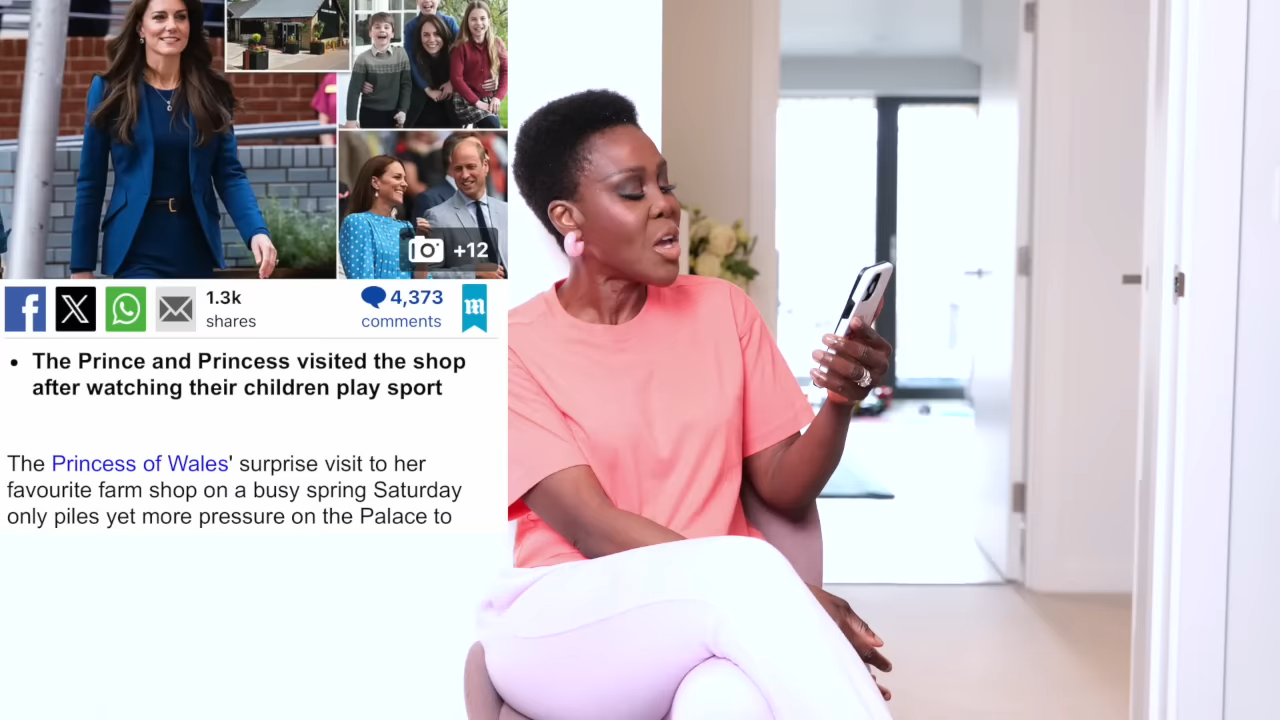 +12
1.3k
shares
4,373
comments
m
• The Prince and Princess visited the shop
after watching their children play sport
The Princess of Wales' surprise visit to her
favourite farm shop on a busy spring Saturday
only piles yet more pressure on the Palace to